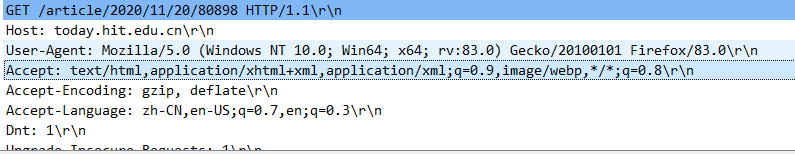 GET /article/2020/11/20/80898 HTTP/1.1\r\n
Host: today.hit.edu.cn\r\n
User-Agent: Mozilla/5.0 (Windows NT 10.0; Win64; x64; rv:83.0) Gecko/20100101 Firefox/83.0\r\n
Accept: text/html,application/xhtml+xml,application/xml;q=0.9,image/webp,*/*;q=0.8\r\n
Accept-Encoding: gzip, deflate\r\n
Accept-Language: zh-CN,en-US;q=0.7,en;q=0.3\r\n
Dnt: 1\r\n
Upgrade-Insecure-Requests: 1\r\n